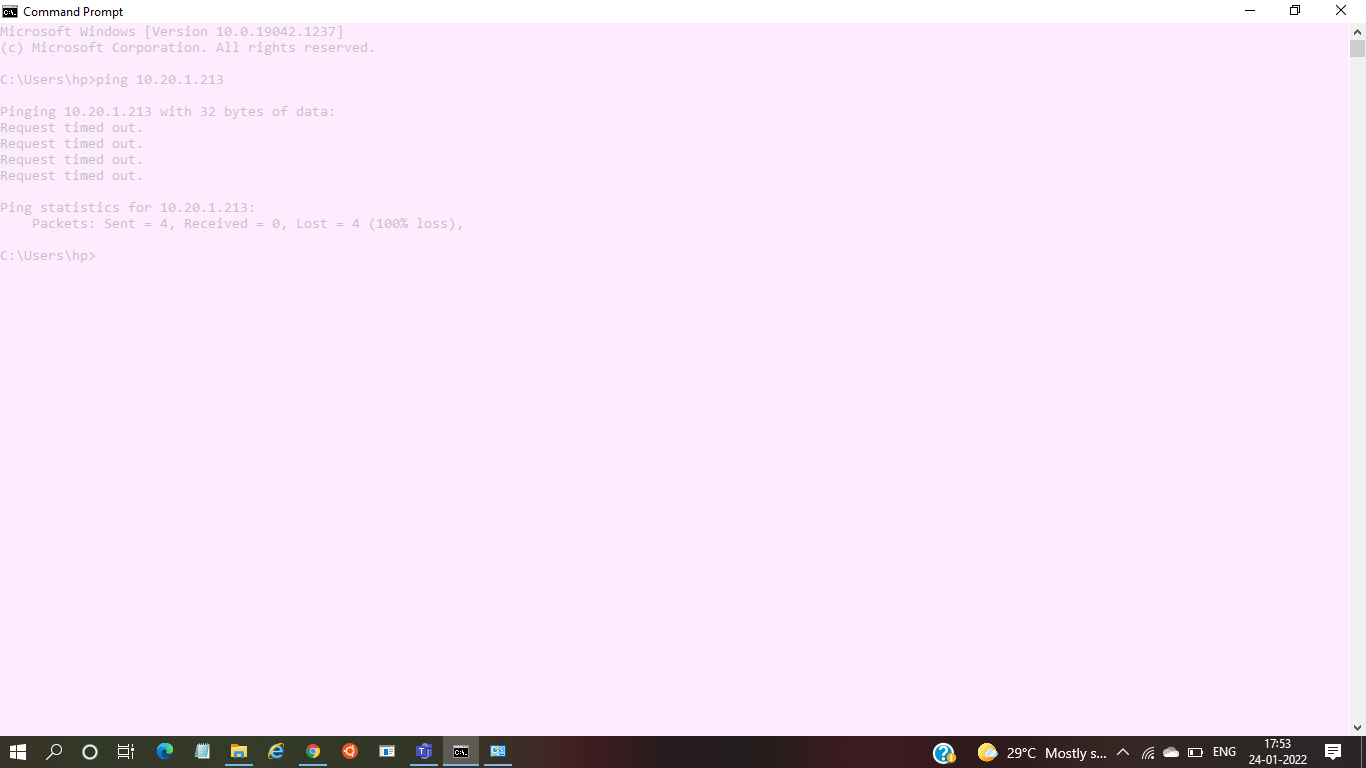 Command Prompt
Microsoft Windows [Version 10.0.19042.1237]
(c) Microsoft Corporation. All rights reserved.
C:\Users\hp>ping 10.20.1.213
Pinging 10.20.1.213 with 32 bytes of data:
Request timed out.
Request timed out.
Request timed out.
Request timed out.
Ping statistics for 10.20.1.213:
    Packets: Sent = 4, Received = 0, Lost = 4 (100% loss),
C:\Users\hp>
29°C Mostly s... ENG 17:53
24-01-2022